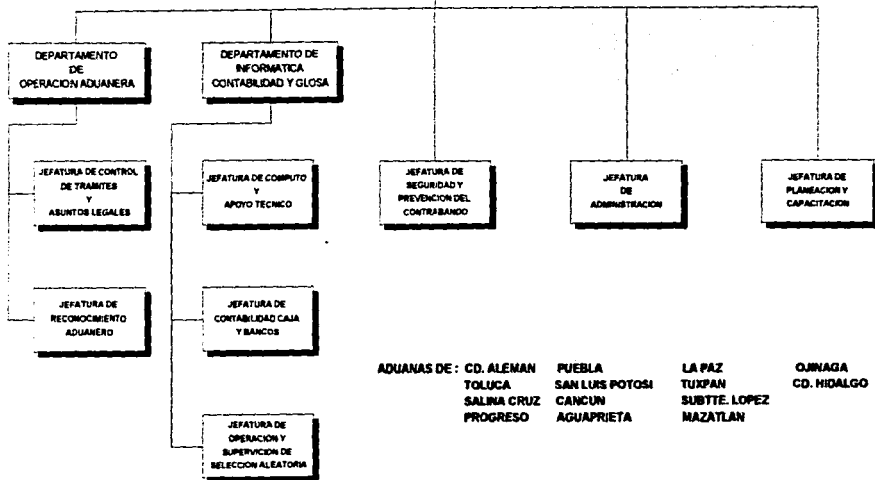 DEPARTAMENTO
DE
OPERACION ADUANERA
DEPARTAMENTO DE
INFORMATICA
CONTABILIDAD Y GLOSA
JEFATURA DE CONTROL
DE TRAMITES
Y
ASUNTOS LEGALES
JEFATURA DE COMPUTO
Y
APOYO TECNICO
JEFATURA DE
SEGURIDAD Y
PREVENCION DEL
CONTRABANDO
JEFATURA
DE
ADMINISTRACION
JEFATURA DE
PLANEACION Y
CAPACITACION
JEFATURA DE
RECONOCIMIENTO
ADUANERO
JEFATURA DE
CONTABILIDAD CAJA
Y BANCOS
JEFATURA DE
OPERACION Y
SUPERVICION DE
SELECCION ALEATORIA
ADUANAS DE : CD. ALEMAN PUEBLA LA PAZ OJINAGA
TOLUCA SAN LUIS POTOSI TUXPAN CD. HIDALGO
SALINA CRUZ CANCUN SUBTTE. LOPEZ
PROGRESO AGUAPRIETA MAZATLAN